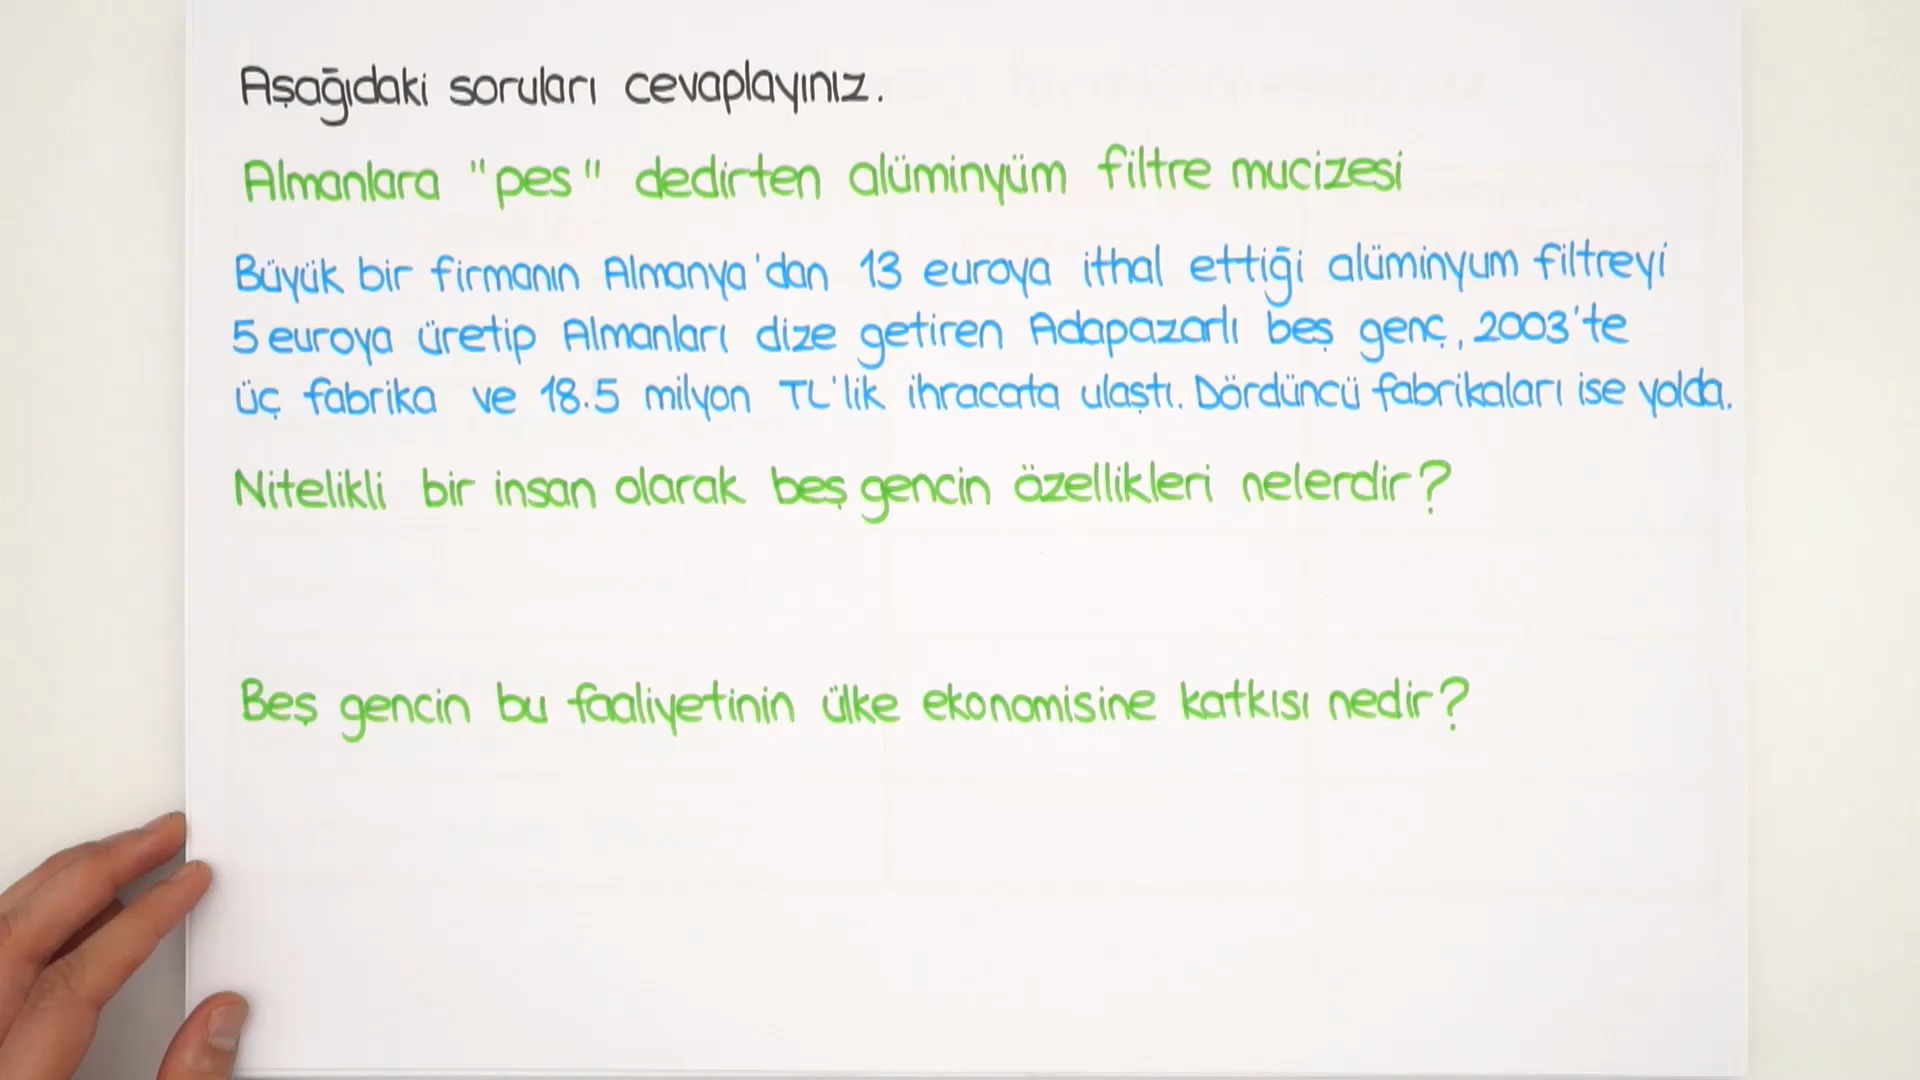 Aşağıdaki soruları cevaplayınız.
Almanlara "pes" dedirten alüminyüm filtre mucizesi
Büyük bir firmanın Almanya'dan 13 euroya ithal ettiği alüminyum filtreyi
5 euroya üretip Almanları dize getiren Adapazarlı beş genç, 2003'te
üç fabrika ve 18.5 milyon TL'lik ihracata ulaştı. Dördüncü fabrikaları ise yolda.
Nitelikli bir insan olarak beş gencin özellikleri nelerdir?
Beş gencin bu faaliyetinin ülke ekonomisine katkısı nedir?